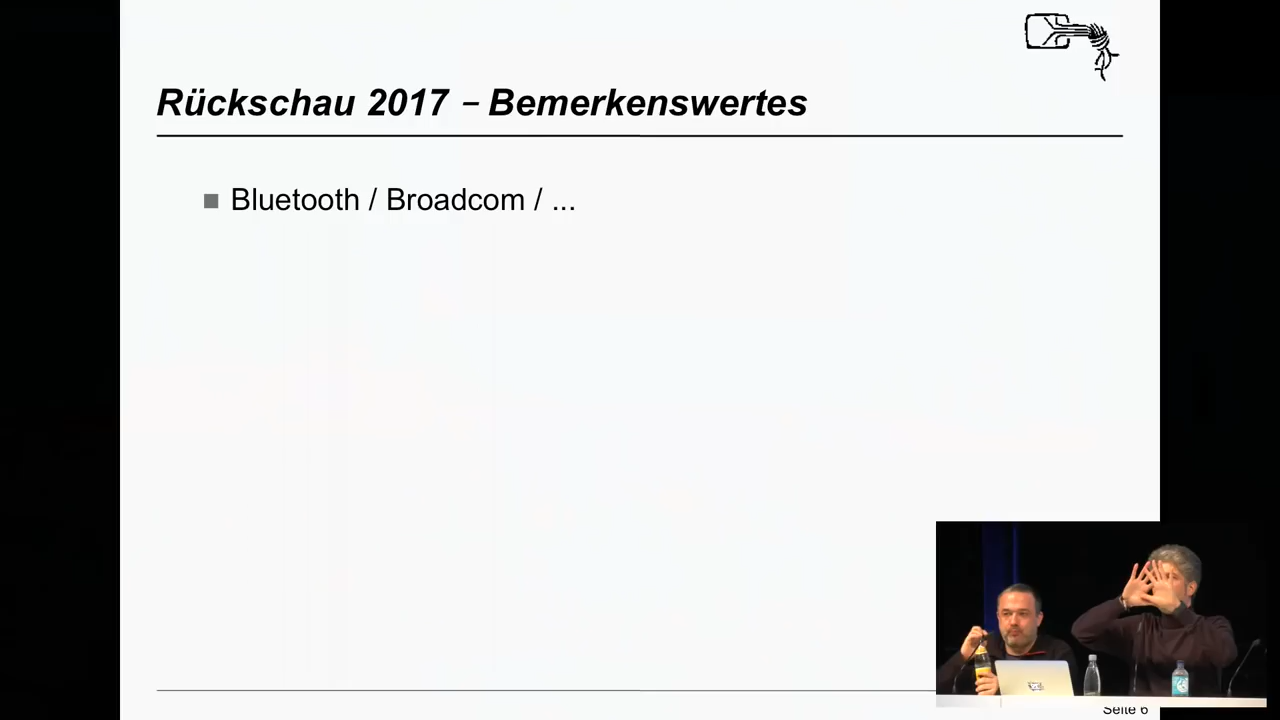 Rückschau 2017 – Bemerkenswertes
Bluetooth / Broadcom / ...
Seite 6